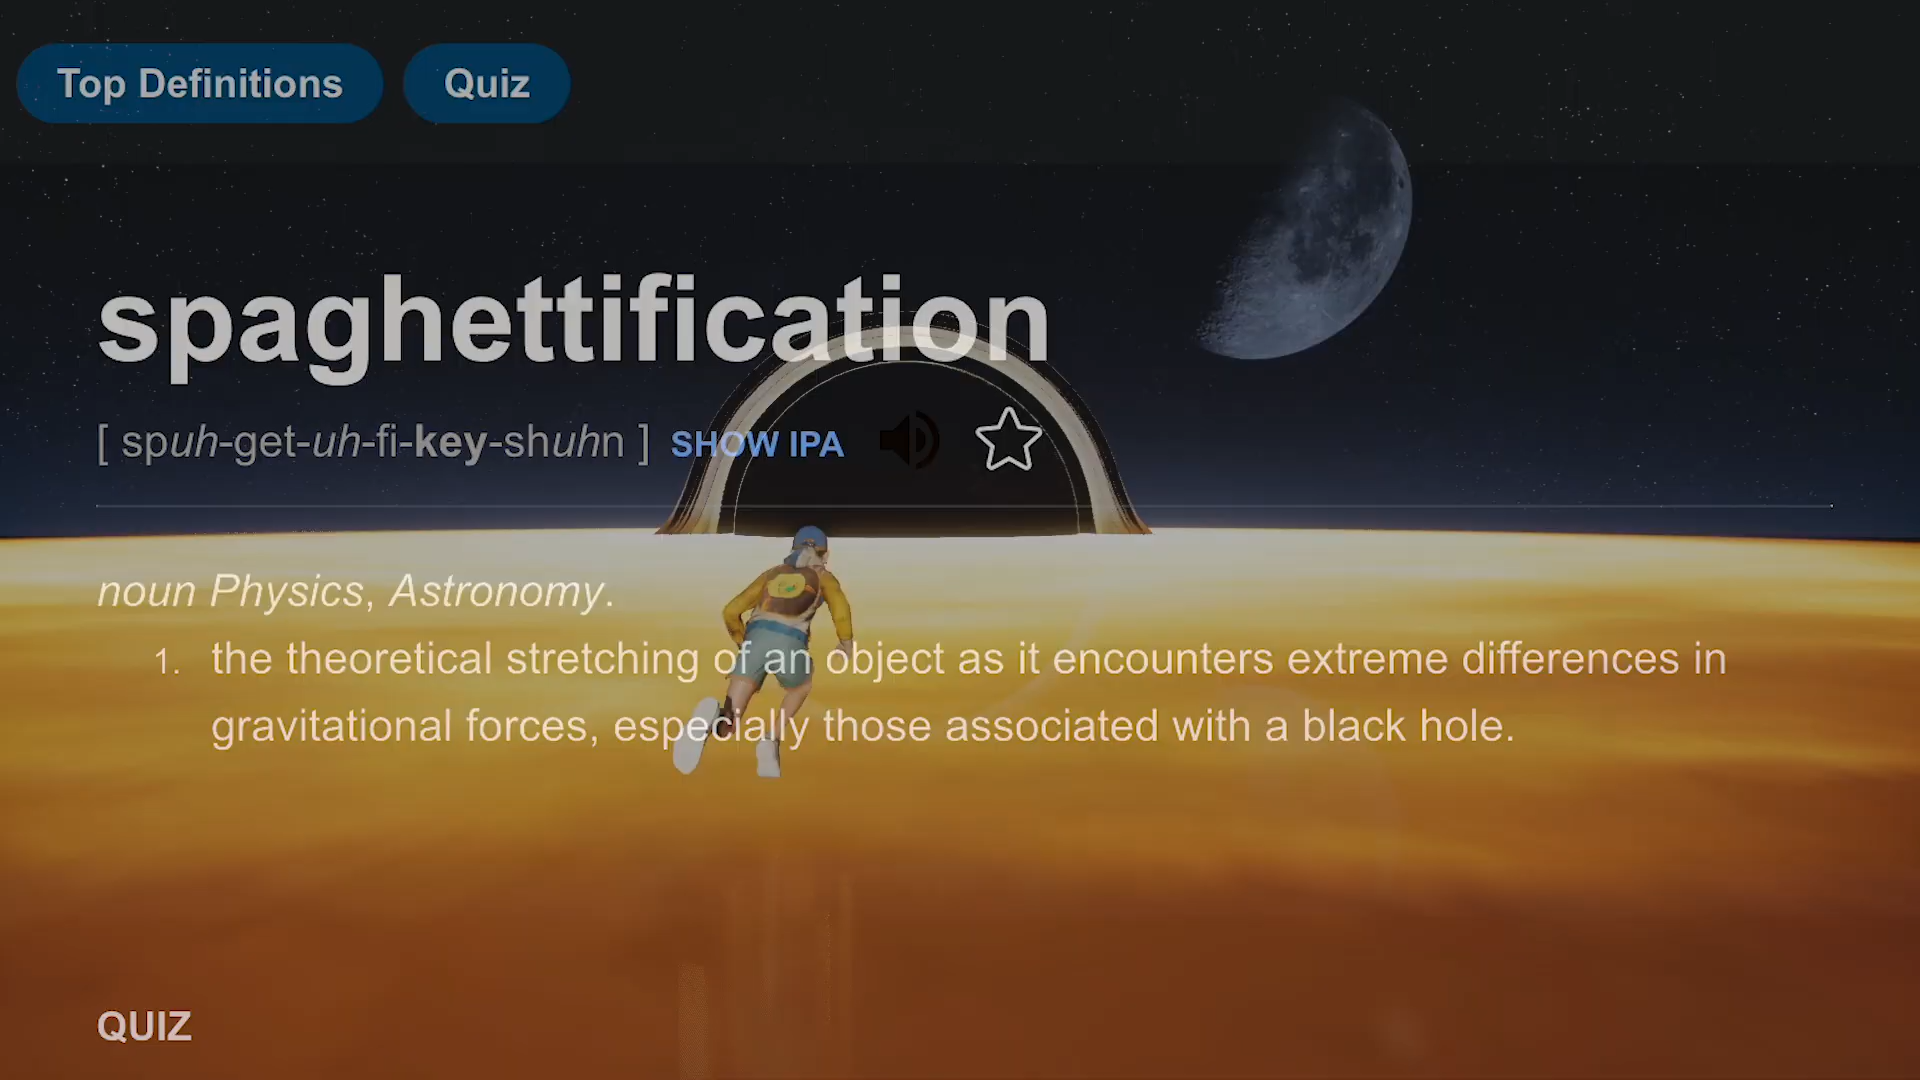 Top Definitions Quiz
spaghettification
[ spuh-get-uh-fi-key-shuhn ] SHOW IPA
noun Physics, Astronomy.
1. the theoretical stretching of an object as it encounters extreme differences in
gravitational forces, especially those associated with a black hole.
QUIZ